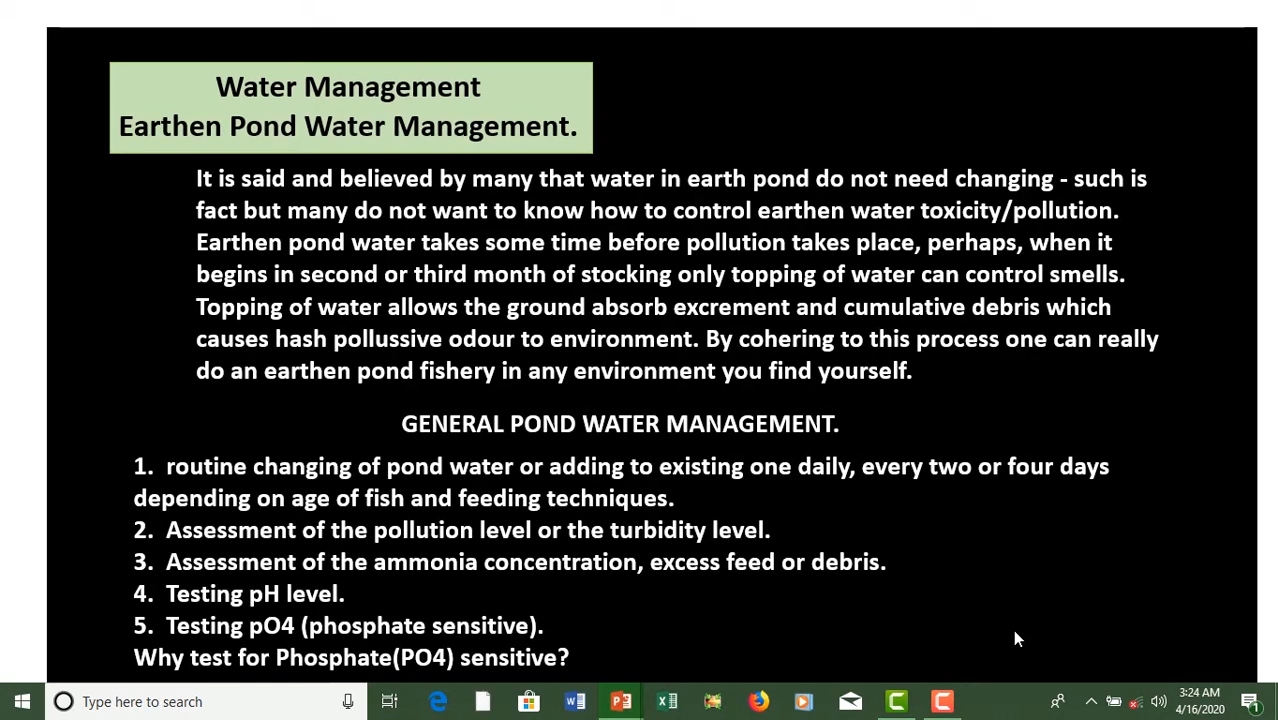 Water Management
Earthen Pond Water Management.
It is said and believed by many that water in earth pond do not need changing - such is
fact but many do not want to know how to control earthen water toxicity/pollution.
Earthen pond water takes some time before pollution takes place, perhaps, when it
begins in second or third month of stocking only topping of water can control smells.
Topping of water allows the ground absorb excrement and cumulative debris which
causes hash pollussive odour to environment. By cohering to this process one can really
do an earthen pond fishery in any environment you find yourself.
GENERAL POND WATER MANAGEMENT.
1. routine changing of pond water or adding to existing one daily, every two or four days
depending on age of fish and feeding techniques.
2. Assessment of the pollution level or the turbidity level.
3. Assessment of the ammonia concentration, excess feed or debris.
4. Testing pH level.
5. Testing pO4 (phosphate sensitive).
Why test for Phosphate(PO4) sensitive?
Type here to search
3:24 AM
4/16/2020
1